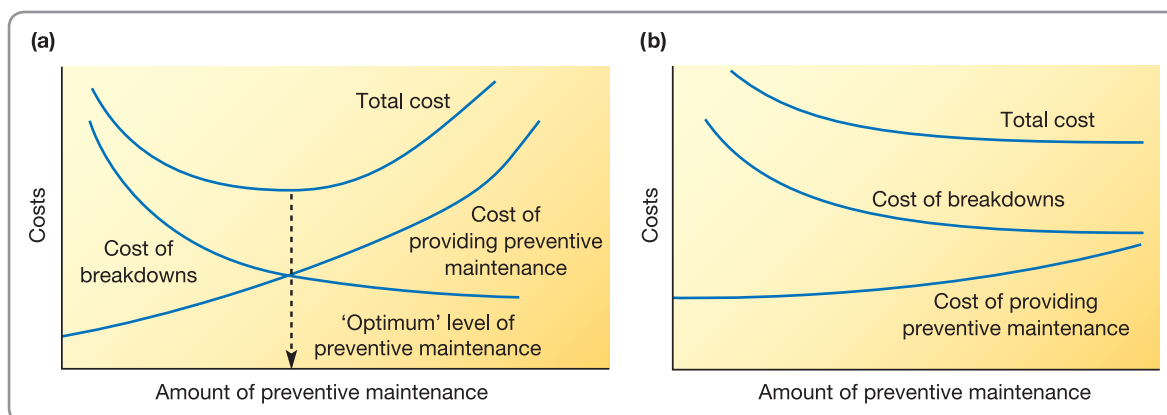 (a)
Total cost
Costs
Cost of
breakdowns
Cost of
providing preventive
maintenance
‘Optimum’ level of
preventive maintenance
Amount of preventive maintenance
(b)
Total cost
Costs
Cost of breakdowns
Cost of providing
preventive maintenance
Amount of preventive maintenance